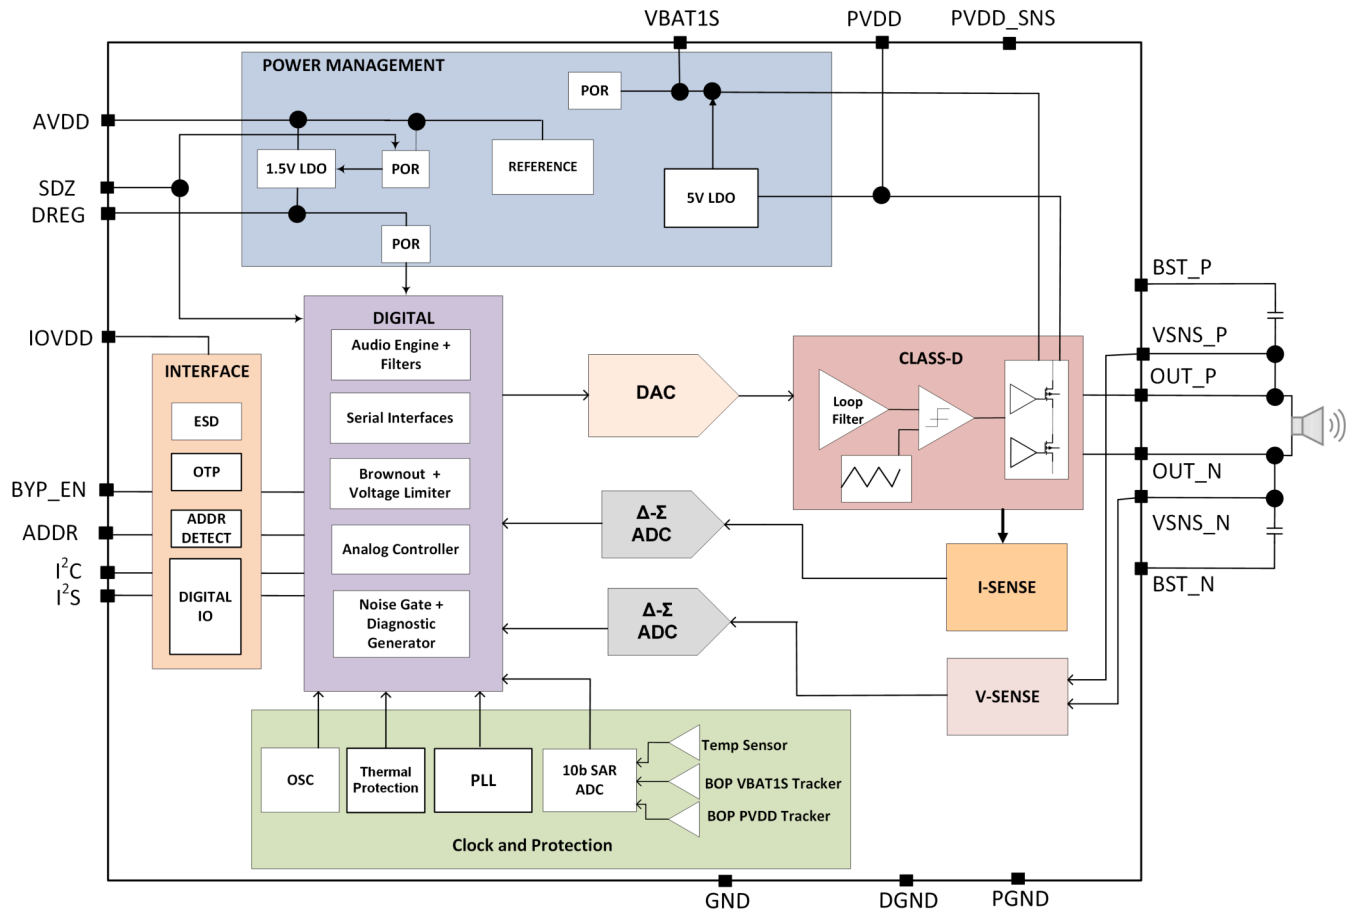 VBAT1S
PVDD
PVDD_SNS
POWER MANAGEMENT
POR
AVDD
1.5V LDO
POR
REFERENCE
SDZ
5V LDO
DREG
POR
BST_P
DIGITAL
IOVDD
VSNS_P
Audio Engine +
Filters
INTERFACE
CLASS-D
OUT_P
DAC
Loop
Filter
ESD
Serial Interfaces
OTP
Brownout +
Voltage Limiter
OUT_N
BYP_EN
Δ-Σ
ADC
VSNS_N
ADDR
ADDR
DETECT
Analog Controller
I²C
I²S
DIGITAL
IO
I-SENSE
BST_N
Noise Gate +
Diagnostic
Generator
Δ-Σ
ADC
V-SENSE
OSC
Thermal
Protection
PLL
10b SAR
ADC
Temp Sensor
BOP VBAT1S Tracker
BOP PVDD Tracker
Clock and Protection
GND
DGND
PGND